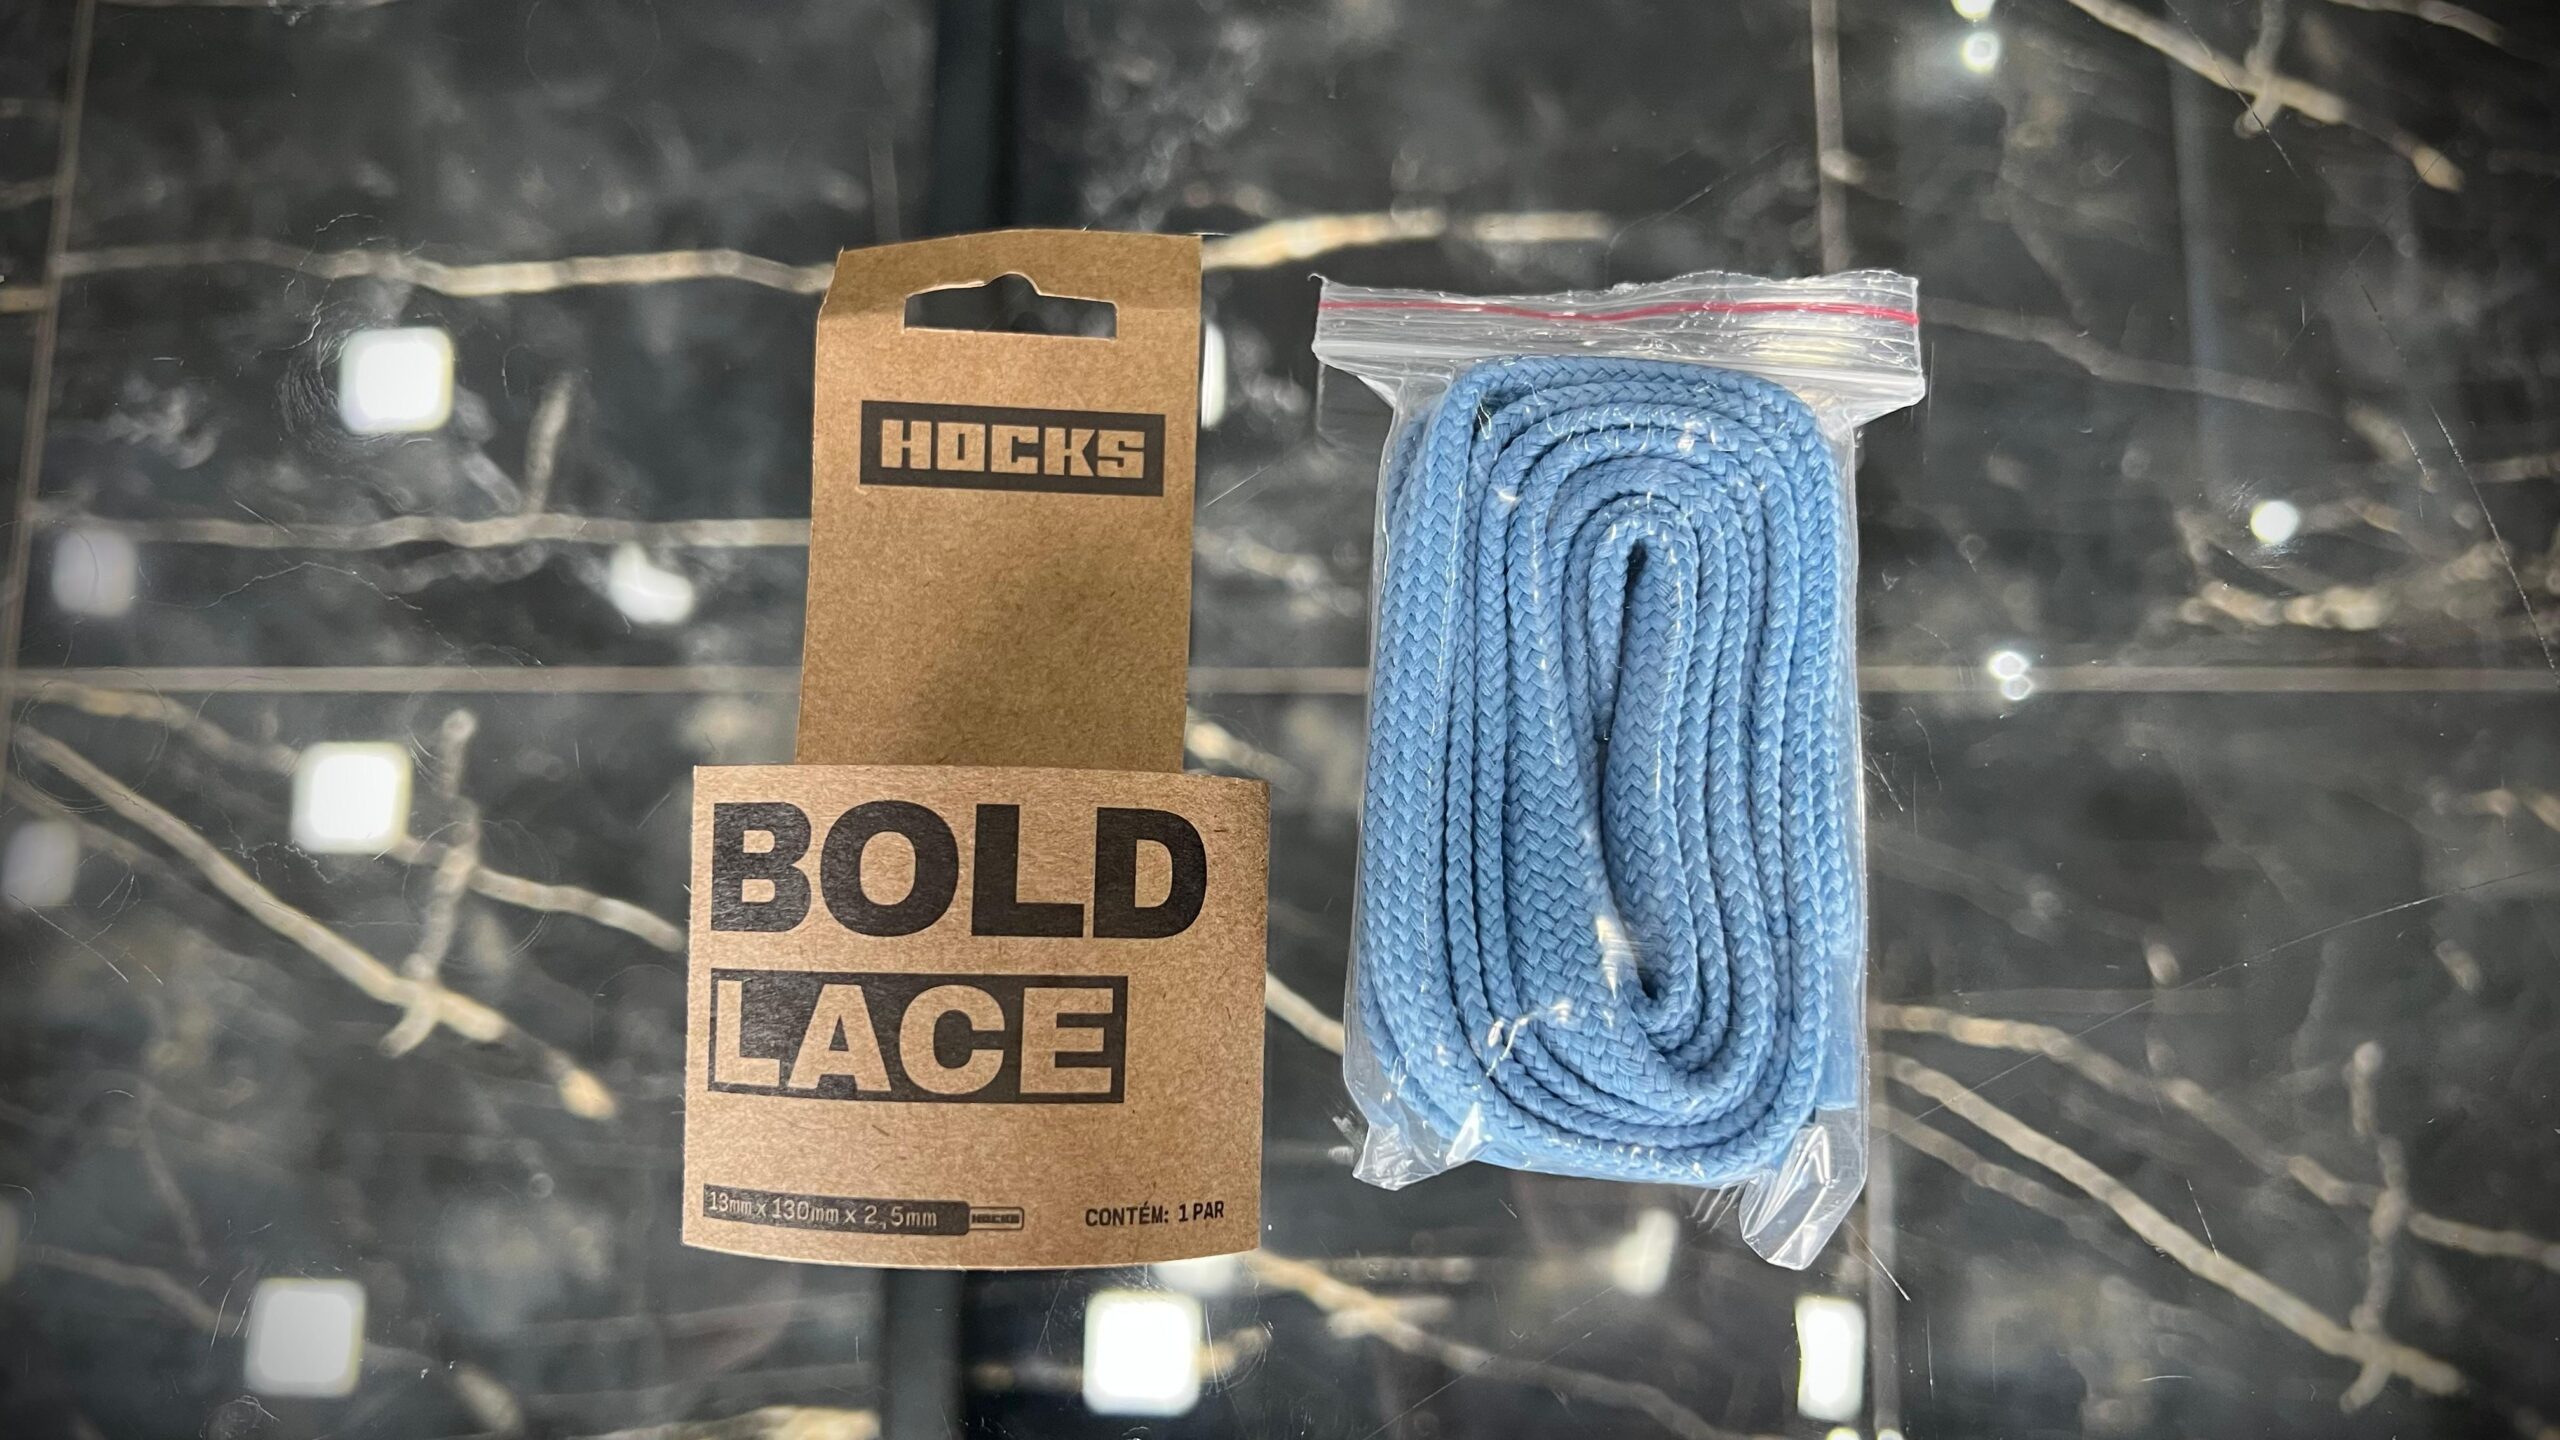 HOCKS
BOLD
LACE
13mm x 130mm x 2,5mm HOCKS
CONTÉM: 1 PAR